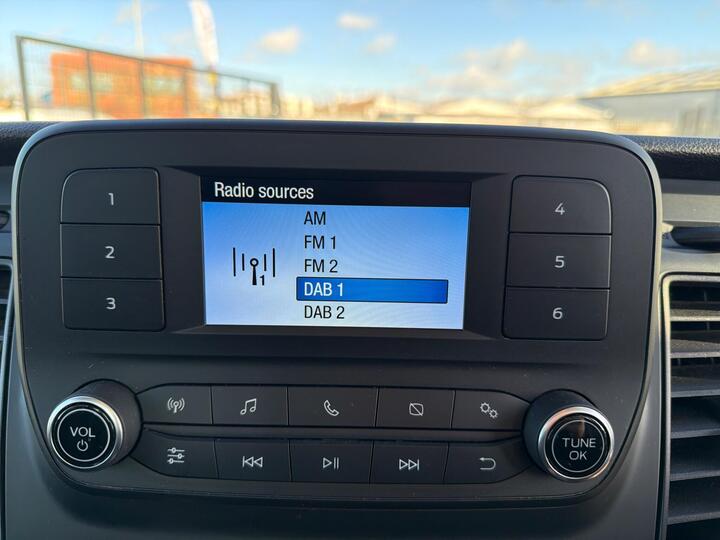 Radio sources
AM
FM 1
FM 2
DAB 1
DAB 2
1
1
2
3
4
5
6
VOL
TUNE
OK